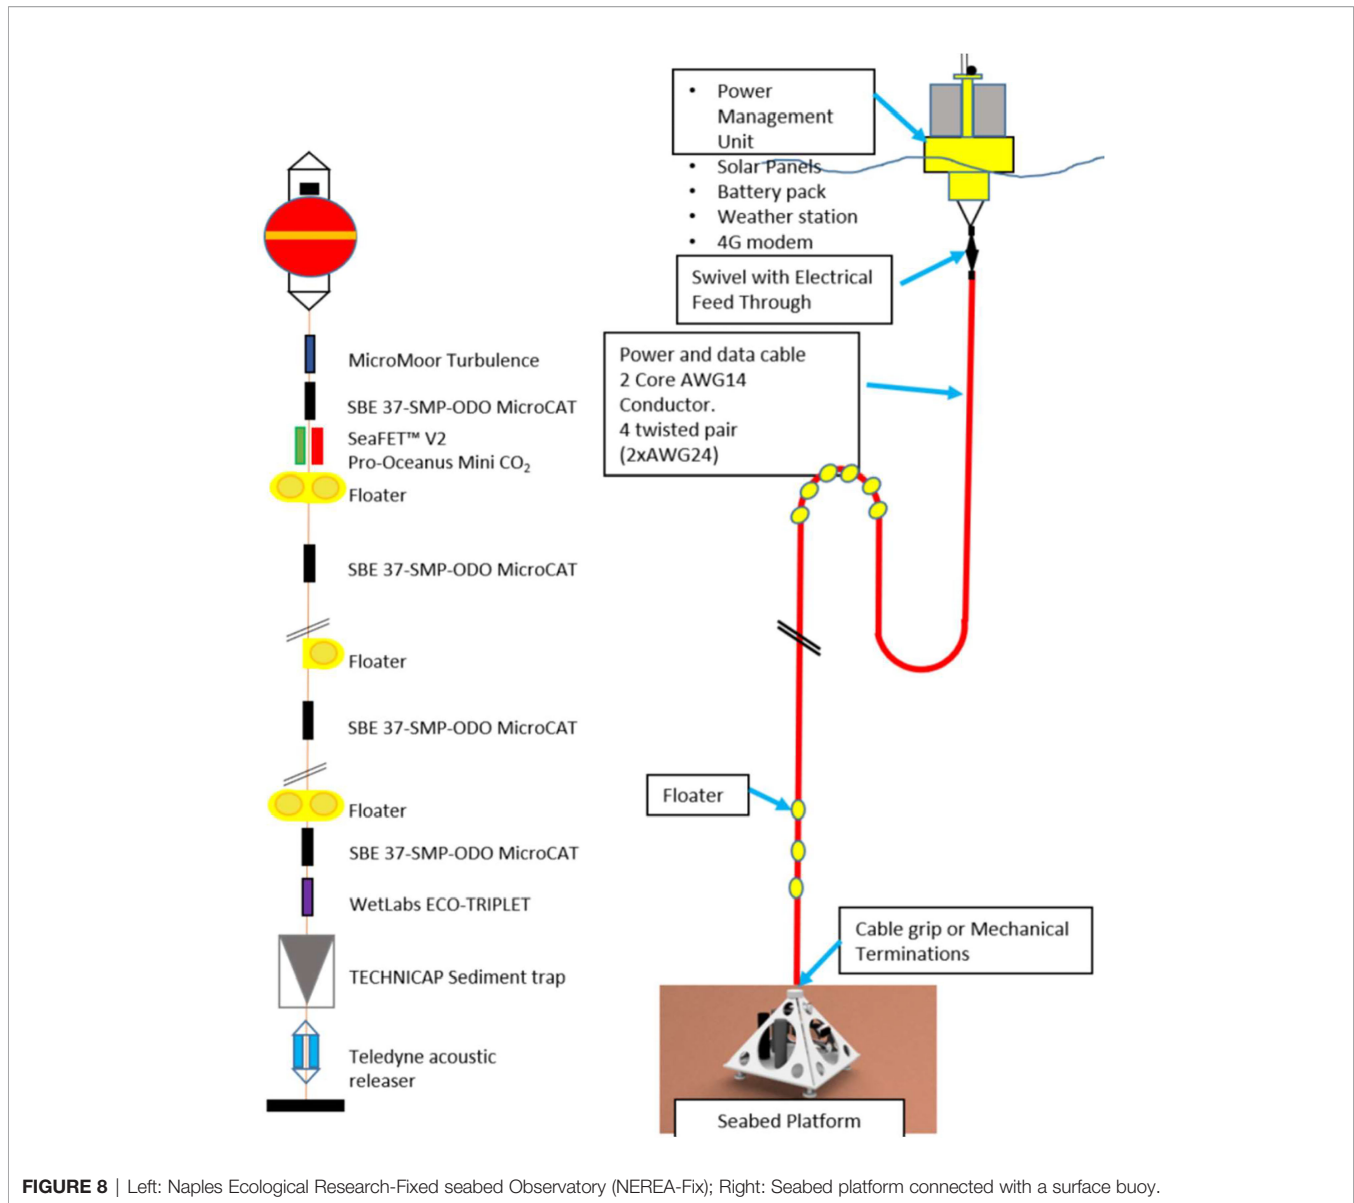 MicroMoor Turbulence
SBE 37-SMP-ODO MicroCAT
SeaFET™ V2
Pro-Oceanus Mini CO₂
Floater
SBE 37-SMP-ODO MicroCAT
Floater
SBE 37-SMP-ODO MicroCAT
Floater
SBE 37-SMP-ODO MicroCAT
WetLabs ECO-TRIPLET
TECHNICAP Sediment trap
Teledyne acoustic
releaser
• Power
Management
Unit
• Solar Panels
• Battery pack
• Weather station
• 4G modem
Swivel with Electrical
Feed Through
Power and data cable
2 Core AWG14
Conductor.
4 twisted pair
(2xAWG24)
Floater
Cable grip or Mechanical
Terminations
Seabed Platform
FIGURE 8 | Left: Naples Ecological Research-Fixed seabed Observatory (NEREA-Fix); Right: Seabed platform connected with a surface buoy.